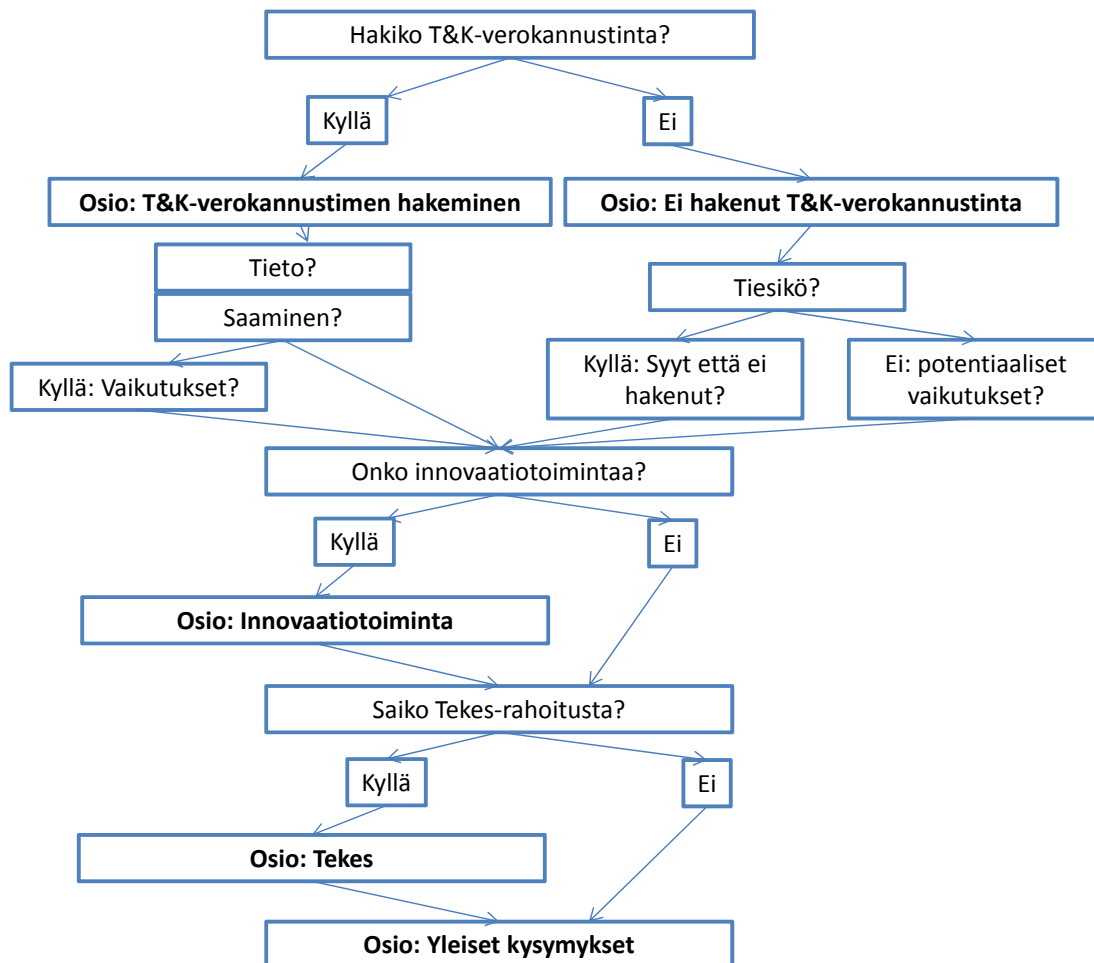 Hakiko T&K-verokannustinta?
Kyllä
Ei
Osio: T&K-verokannustimen hakeminen
Osio: Ei hakenut T&K-verokannustinta
Tieto?
Tiesikö?
Saaminen?
Kyllä: Vaikutukset?
Kyllä: Syyt että ei
hakenut?
Ei: potentiaaliset
vaikutukset?
Onko innovaatiotoimintaa?
Kyllä
Ei
Osio: Innovaatiotoiminta
Saiko Tekes-rahoitusta?
Kyllä
Ei
Osio: Tekes
Osio: Yleiset kysymykset